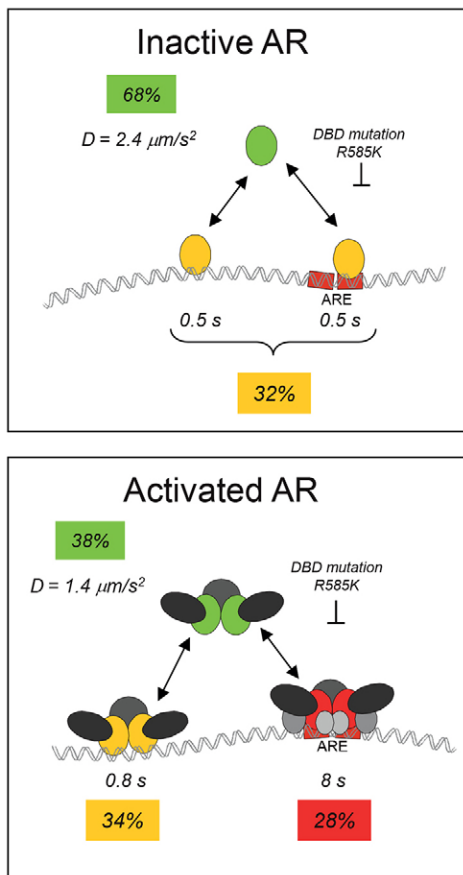 Inactive AR
68%
D = 2.4 μm/s²
DBD mutation
R585K
ARE
0.5 s
0.5 s
32%
Activated AR
38%
D = 1.4 μm/s²
DBD mutation
R585K
ARE
0.8 s
8 s
34%
28%